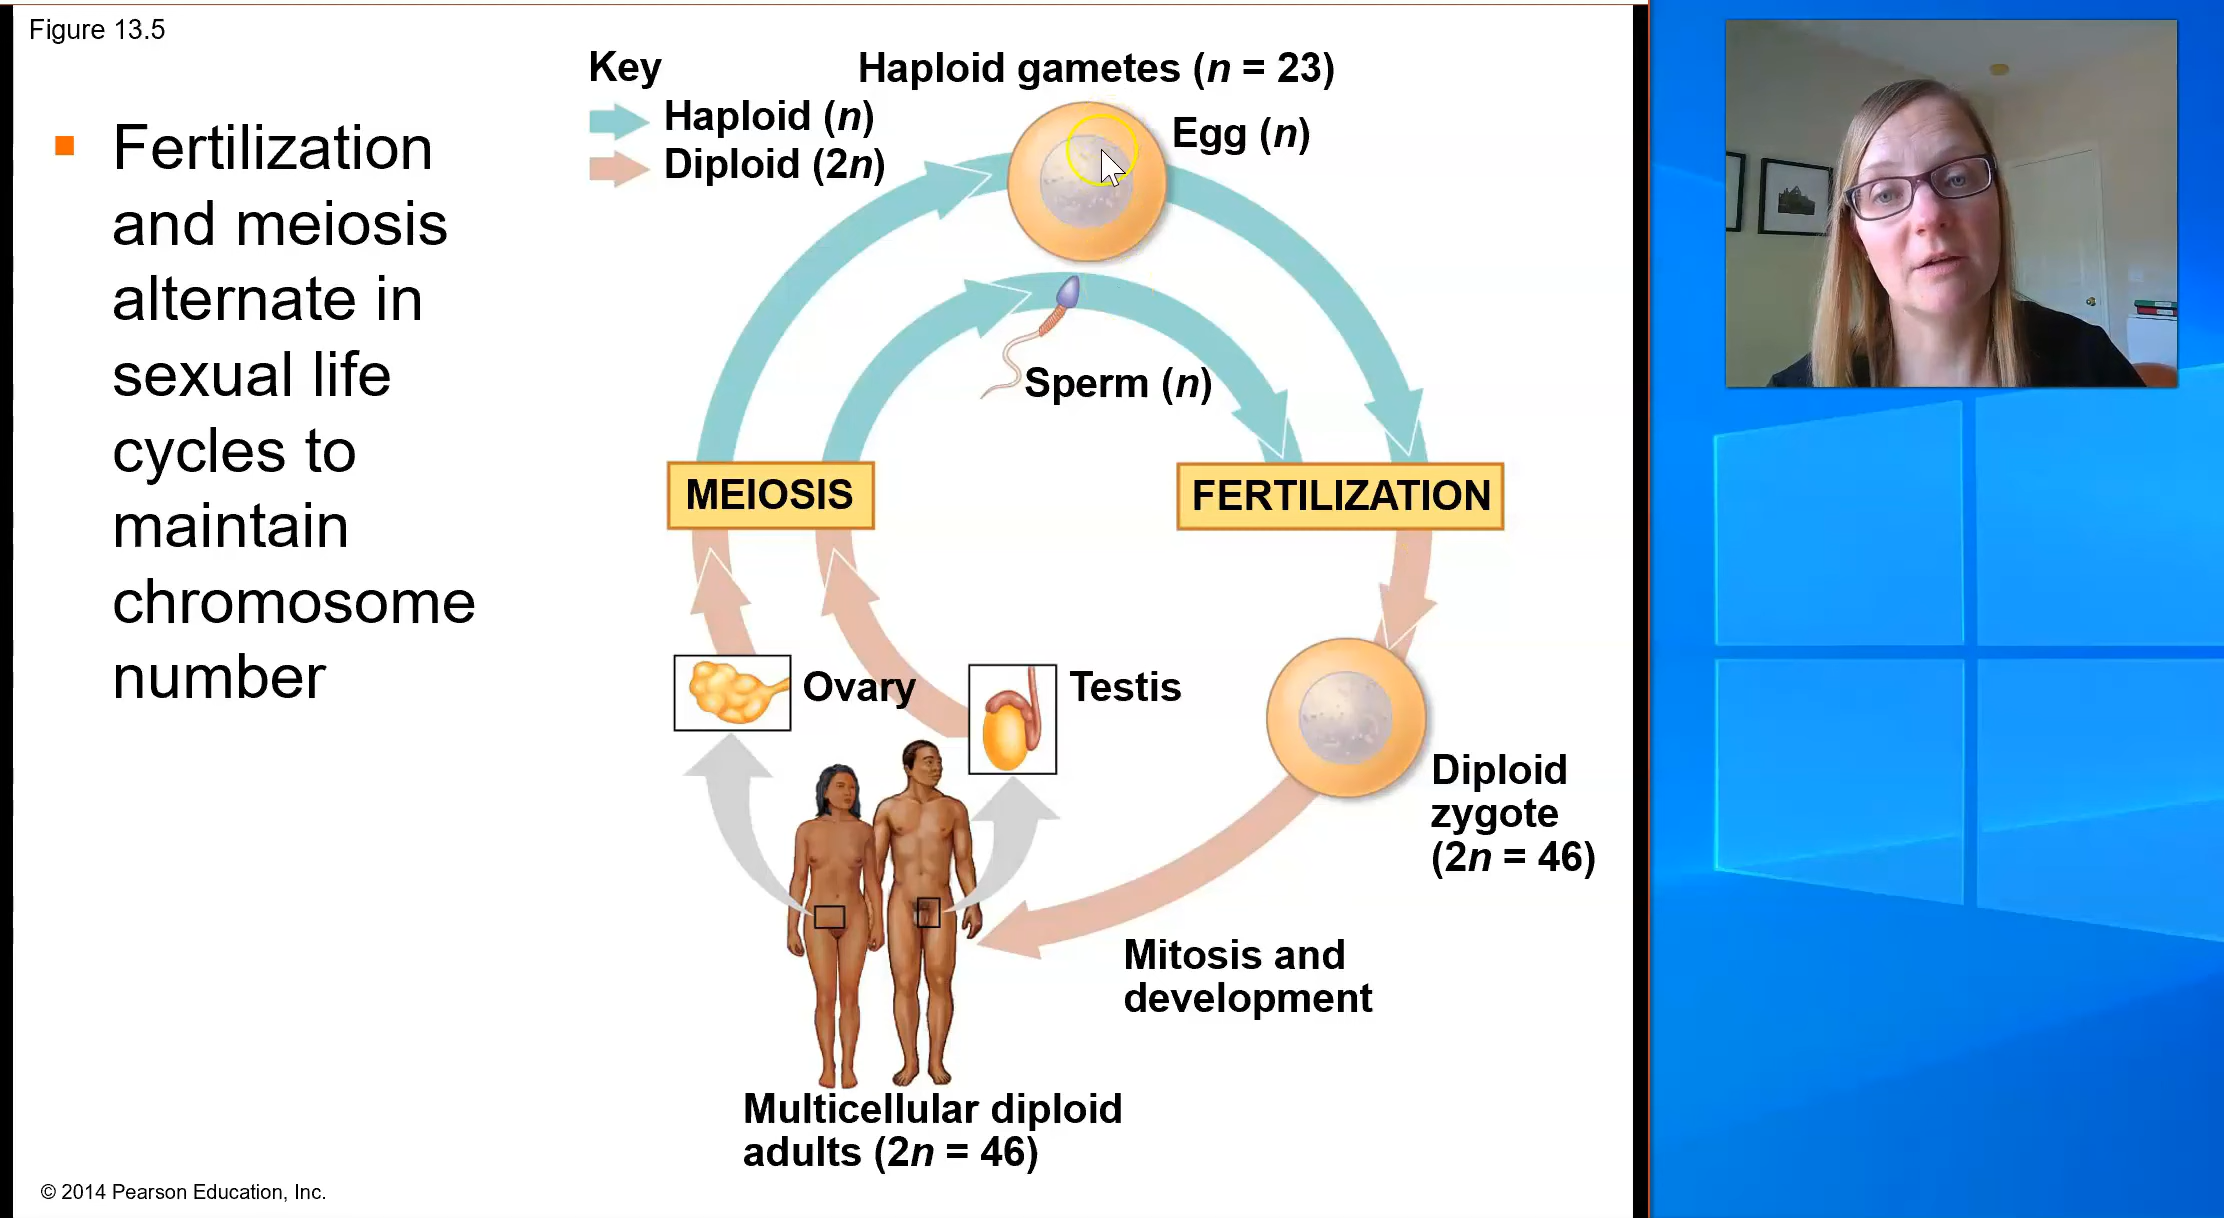 Figure 13.5
Fertilization
and meiosis
alternate in
sexual life
cycles to
maintain
chromosome
number
Key
Haploid (n)
Diploid (2n)
Haploid gametes (n = 23)
Egg (n)
Sperm (n)
MEIOSIS
FERTILIZATION
Ovary
Testis
Diploid
zygote
(2n = 46)
Mitosis and
development
Multicellular diploid
adults (2n = 46)
© 2014 Pearson Education, Inc.